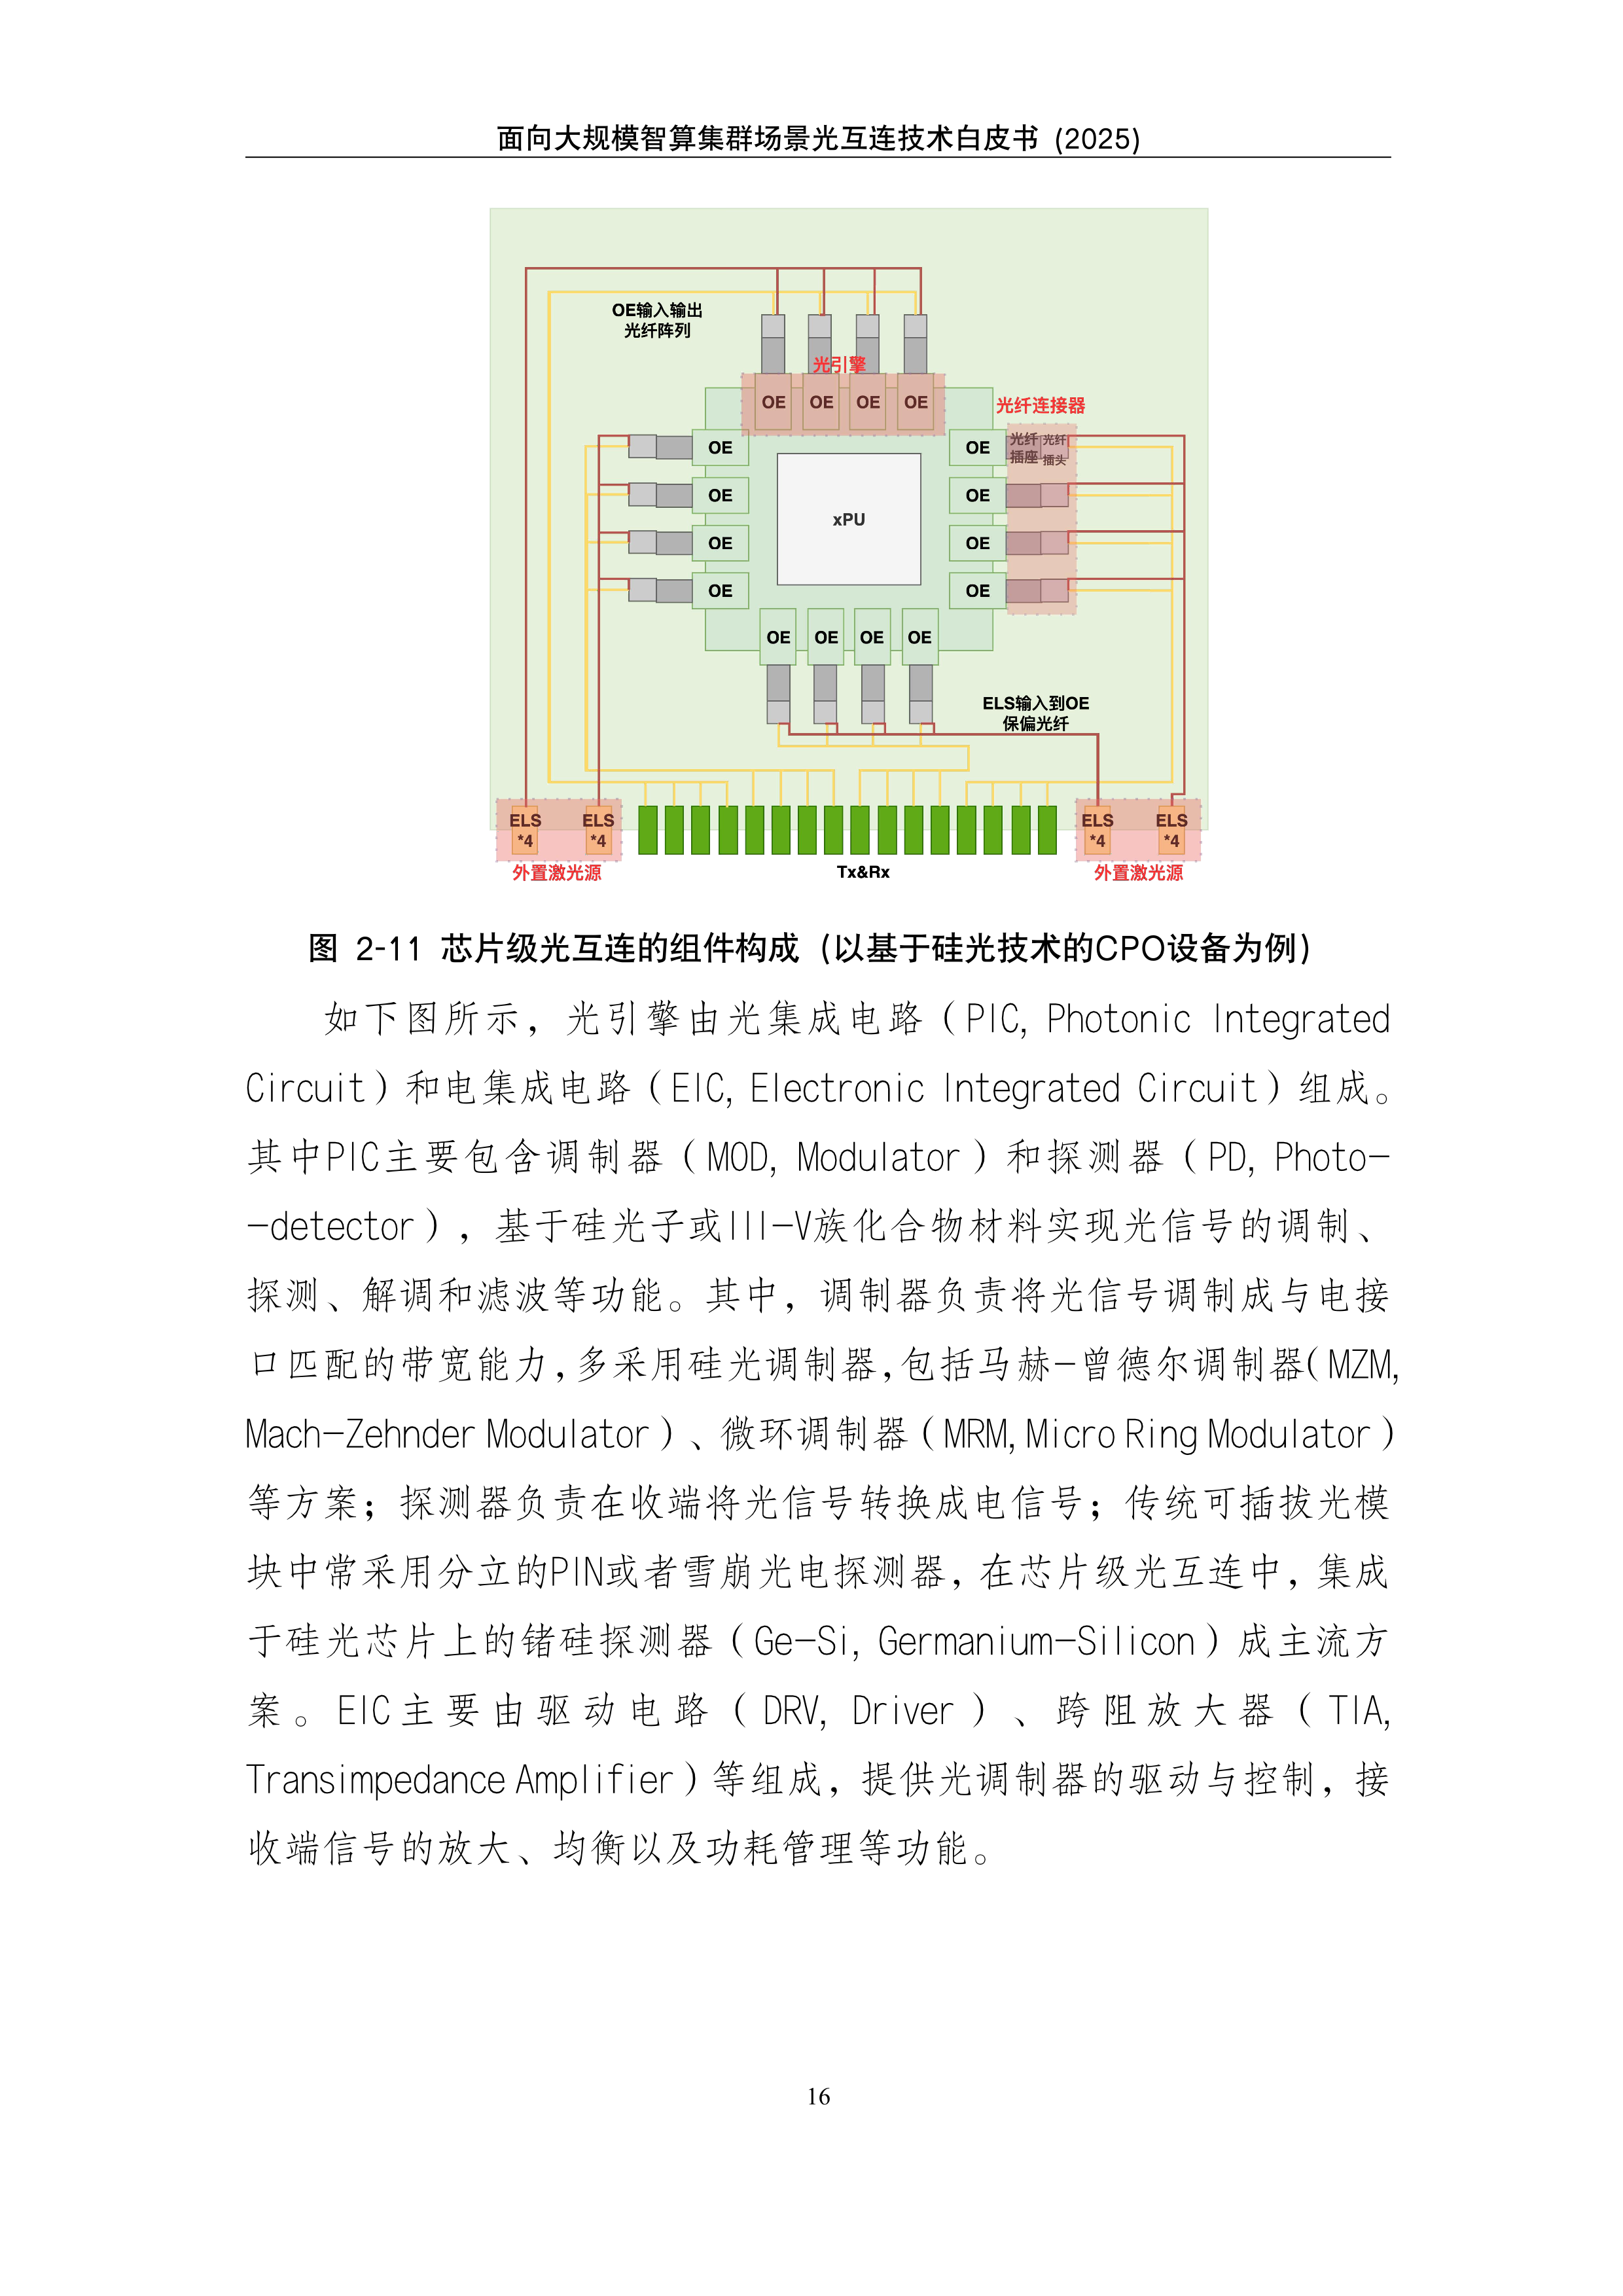 面向大规模智算集群场景光互连技术白皮书 (2025)
OE输入输出
光纤阵列
光引擎
OE OE OE OE
光纤连接器
光纤 光纤
插座 插头
OE OE
OE OE
xPU
OE OE
OE OE
OE OE OE OE
ELS输入到OE
保偏光纤
ELS ELS ELS ELS
*4 *4 *4 *4
外置激光源 Tx&Rx 外置激光源
图 2-11 芯片级光互连的组件构成 (以基于硅光技术的CPO设备为例)
如下图所示，光引擎由光集成电路（PIC, Photonic Integrated
Circuit）和电集成电路（EIC, Electronic Integrated Circuit）组成。
其中PIC主要包含调制器（MOD, Modulator）和探测器（PD, Photo-
-detector），基于硅光子或III-V族化合物材料实现光信号的调制、
探测、解调和滤波等功能。其中，调制器负责将光信号调制成与电接
口匹配的带宽能力,多采用硅光调制器,包括马赫-曾德尔调制器(MZM,
Mach-Zehnder Modulator）、微环调制器（MRM, Micro Ring Modulator）
等方案；探测器负责在收端将光信号转换成电信号；传统可插拔光模
块中常采用分立的PIN或者雪崩光电探测器，在芯片级光互连中，集成
于硅光芯片上的锗硅探测器（Ge-Si, Germanium-Silicon）成主流方
案。EIC主要由驱动电路（DRV, Driver）、跨阻放大器（TIA,
Transimpedance Amplifier）等组成，提供光调制器的驱动与控制，接
收端信号的放大、均衡以及功耗管理等功能。
16